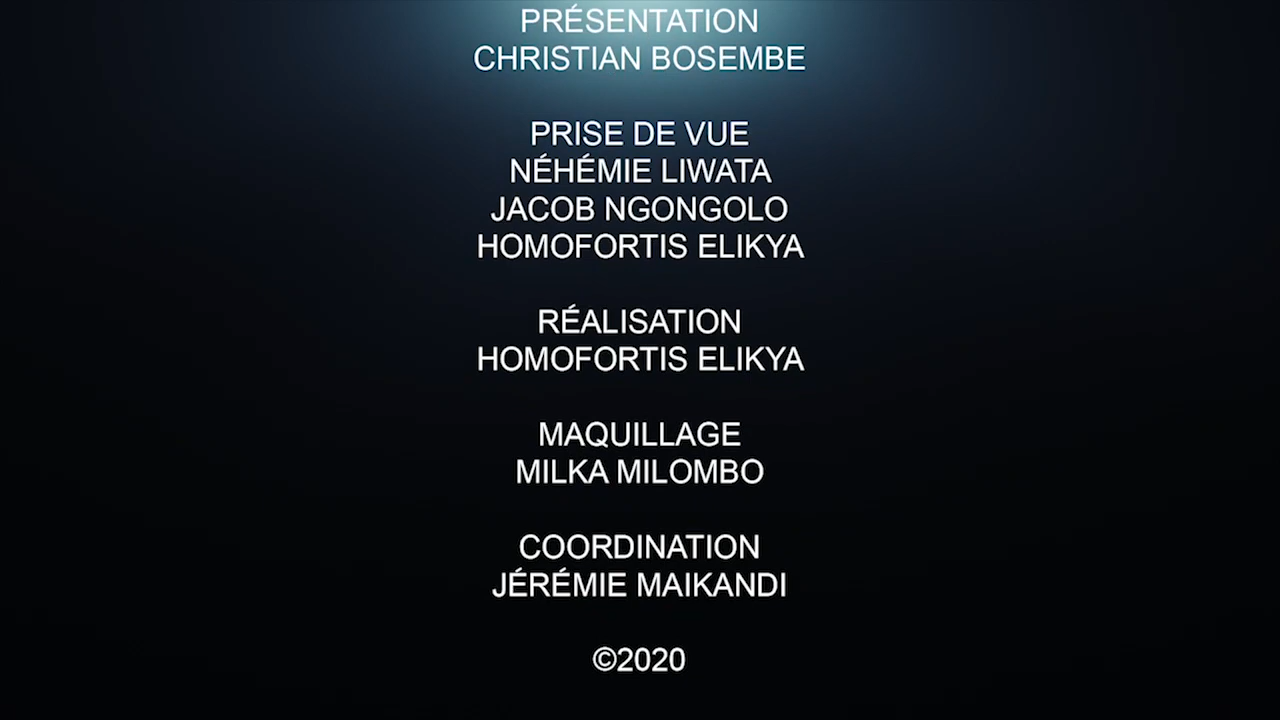 PRÉSENTATION
CHRISTIAN BOSEMBE
PRISE DE VUE
NÉHÉMIE LIWATA
JACOB NGONGOLO
HOMOFORTIS ELIKYA
RÉALISATION
HOMOFORTIS ELIKYA
MAQUILLAGE
MILKA MILOMBO
COORDINATION
JÉRÉMIE MAIKANDI
©2020